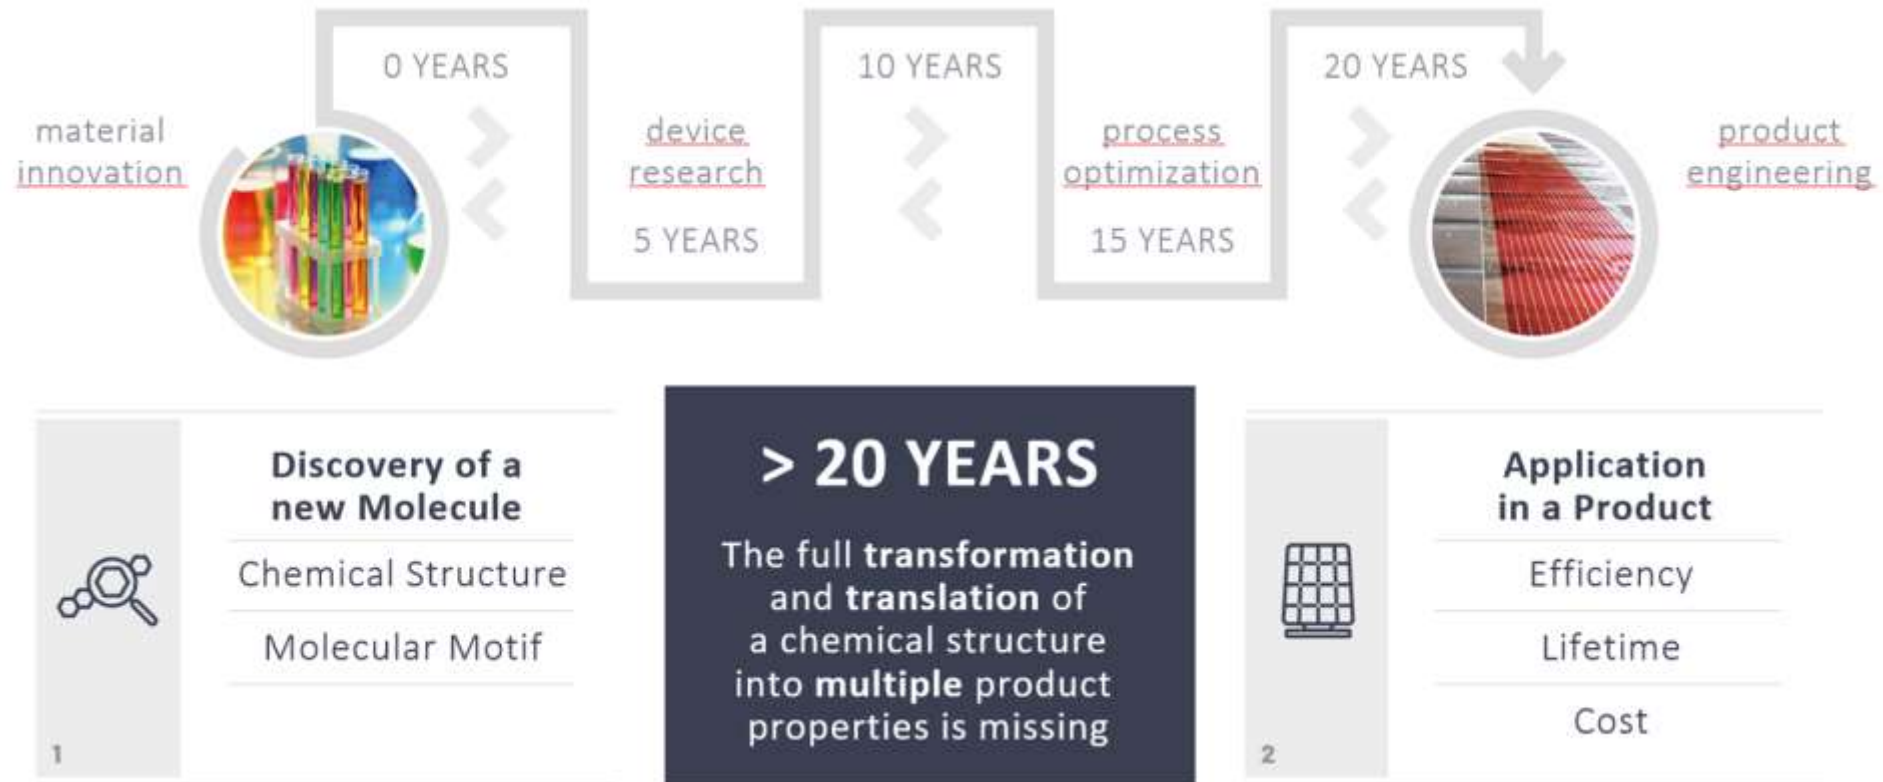 0 YEARS
10 YEARS
20 YEARS
material
innovation
device
research
process
optimization
product
engineering
5 YEARS
15 YEARS
Discovery of a
new Molecule
Chemical Structure
Molecular Motif
1
> 20 YEARS
The full transformation
and translation of
a chemical structure
into multiple product
properties is missing
Application
in a Product
Efficiency
Lifetime
Cost
2